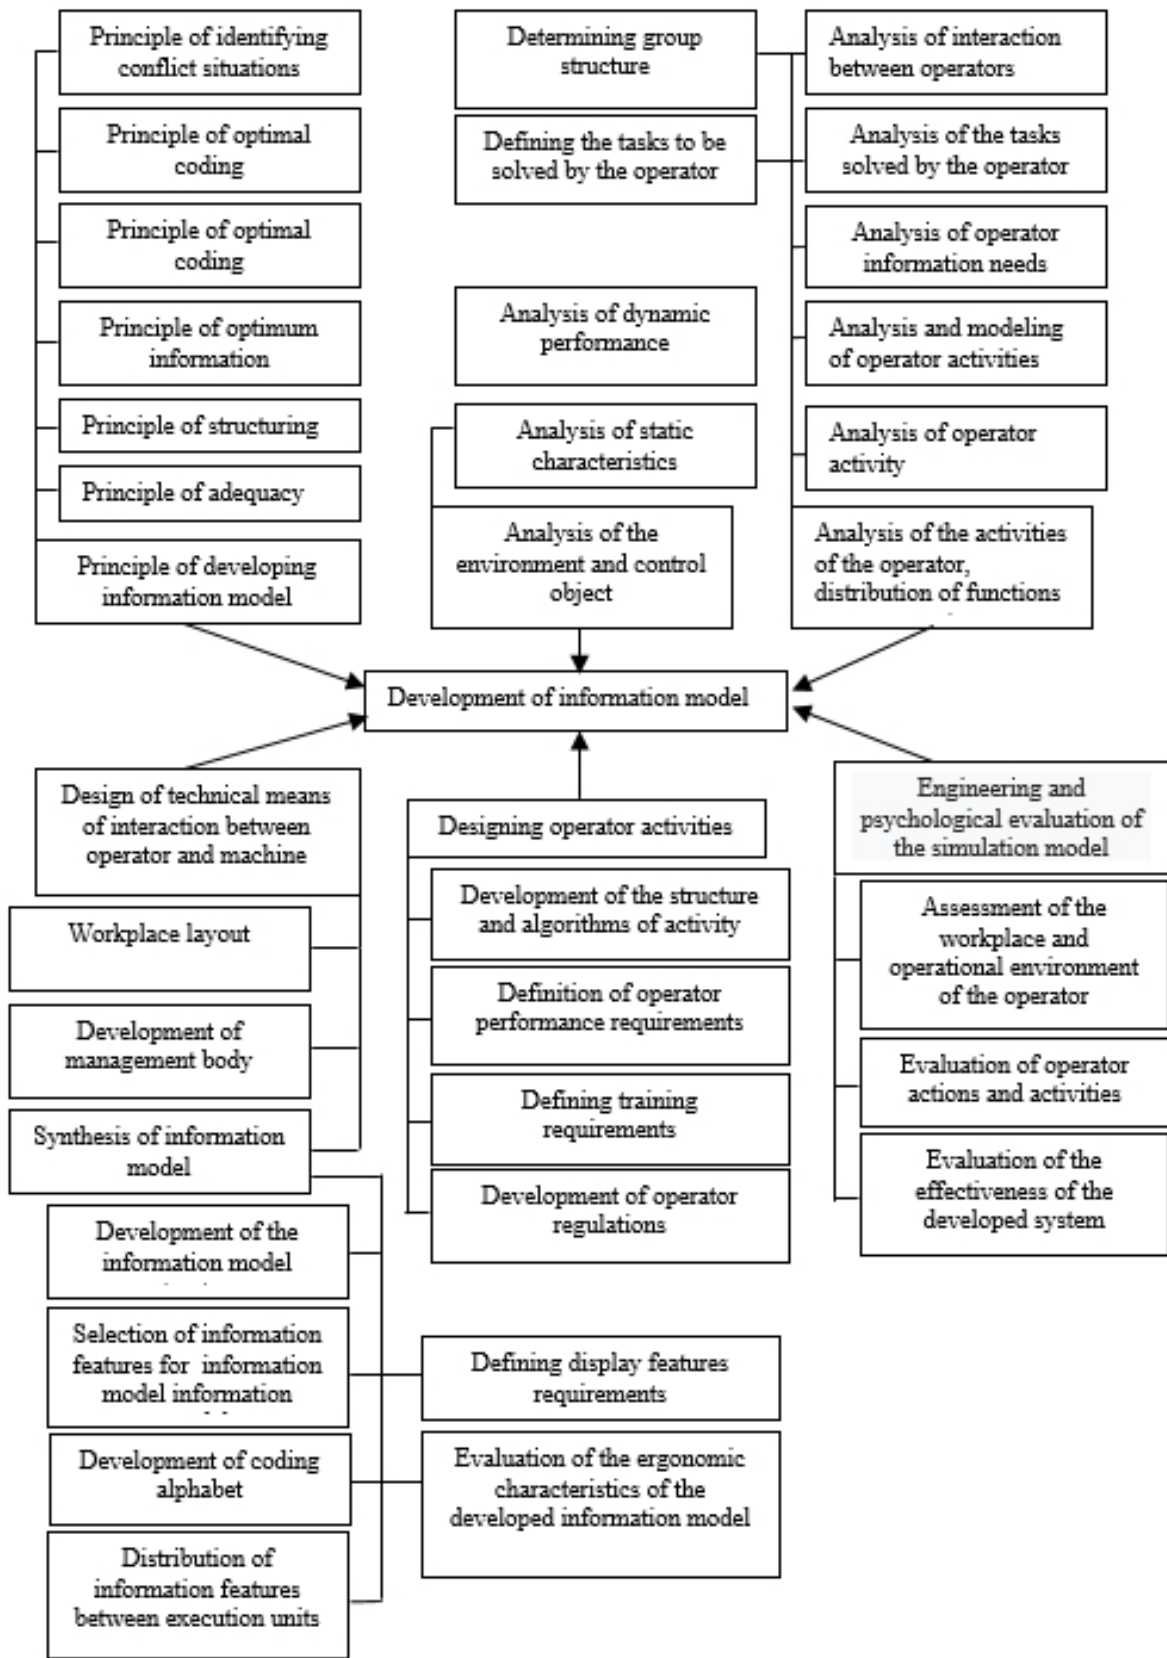 Principle of identifying
conflict situations
Principle of optimal
coding
Principle of optimal
coding
Principle of optimum
information
Principle of structuring
Principle of adequacy
Principle of developing
information model
Determining group
structure
Defining the tasks to be
solved by the operator
Analysis of dynamic
performance
Analysis of static
characteristics
Analysis of the
environment and control
object
Analysis of interaction
between operators
Analysis of the tasks
solved by the operator
Analysis of operator
information needs
Analysis and modeling
of operator activities
Analysis of operator
activity
Analysis of the activities
of the operator,
distribution of functions
Development of information model
Design of technical means
of interaction between
operator and machine
Workplace layout
Development of
management body
Synthesis of information
model
Development of the
information model
Selection of information
features for information
model information
Development of coding
alphabet
Distribution of
information features
between execution units
Designing operator activities
Development of the structure
and algorithms of activity
Definition of operator
performance requirements
Defining training
requirements
Development of operator
regulations
Defining display features
requirements
Evaluation of the ergonomic
characteristics of the
developed information model
Engineering and
psychological evaluation of
the simulation model
Assessment of the
workplace and
operational environment
of the operator
Evaluation of operator
actions and activities
Evaluation of the
effectiveness of the
developed system